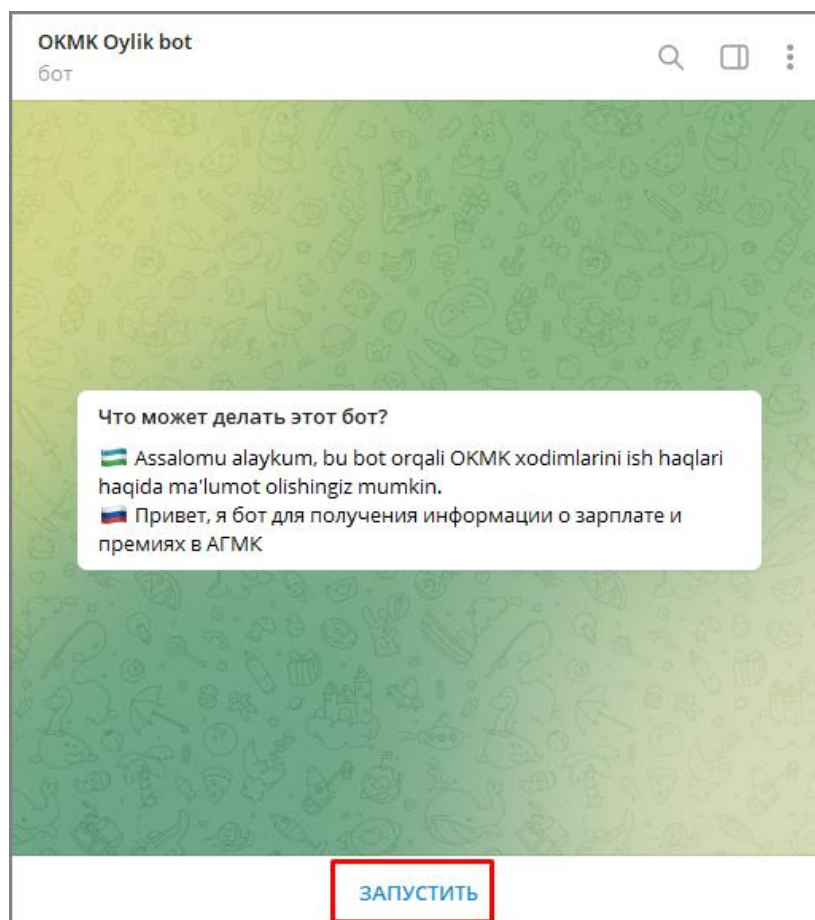 OKMK Oylik bot
бот
Что может делать этот бот?
🇺🇿 Assalomu alaykum, bu bot orqali OKMK xodimlarini ish haqlari
haqida ma'lumot olishingiz mumkin.
🇷🇺 Привет, я бот для получения информации о зарплате и
премиях в АГМК
ЗАПУСТИТЬ